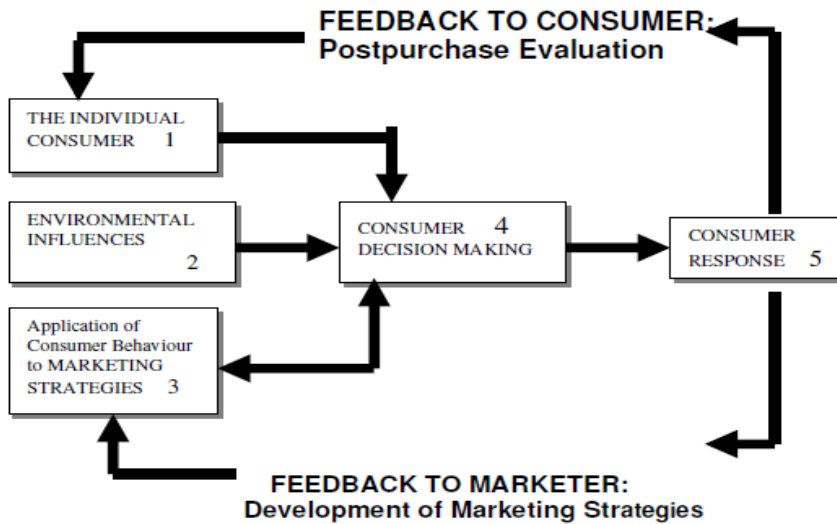 FEEDBACK TO CONSUMER:
Postpurchase Evaluation
THE INDIVIDUAL
CONSUMER 1
ENVIRONMENTAL
INFLUENCES
2
CONSUMER 4
DECISION MAKING
CONSUMER
RESPONSE 5
Application of
Consumer Behaviour
to MARKETING
STRATEGIES 3
FEEDBACK TO MARKETER:
Development of Marketing Strategies